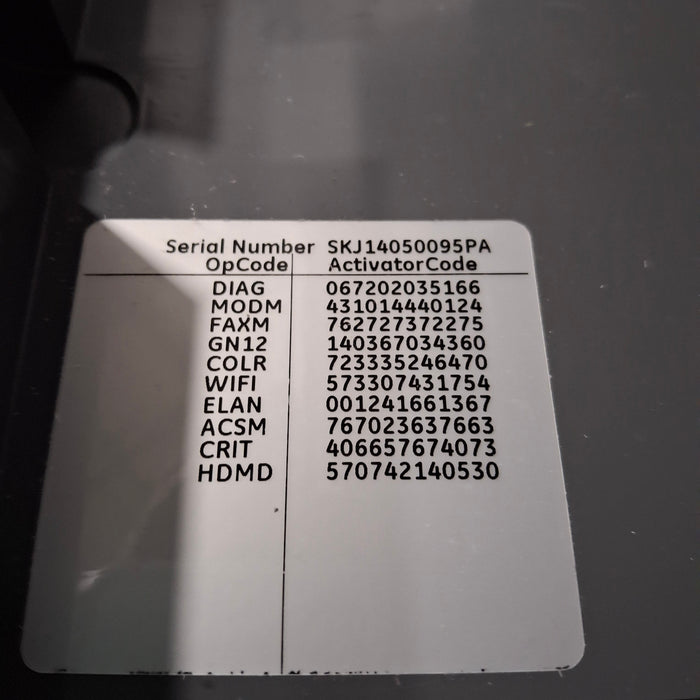 Serial Number SKJ14050095PA
OpCode ActivatorCode
DIAG 067202035166
MODM 431014440124
FAXM 762727372275
GN12 140367034360
COLR 723335246470
WIFI 573307431754
ELAN 001241661367
ACSM 767023637663
CRIT 406657674073
HDMD 570742140530